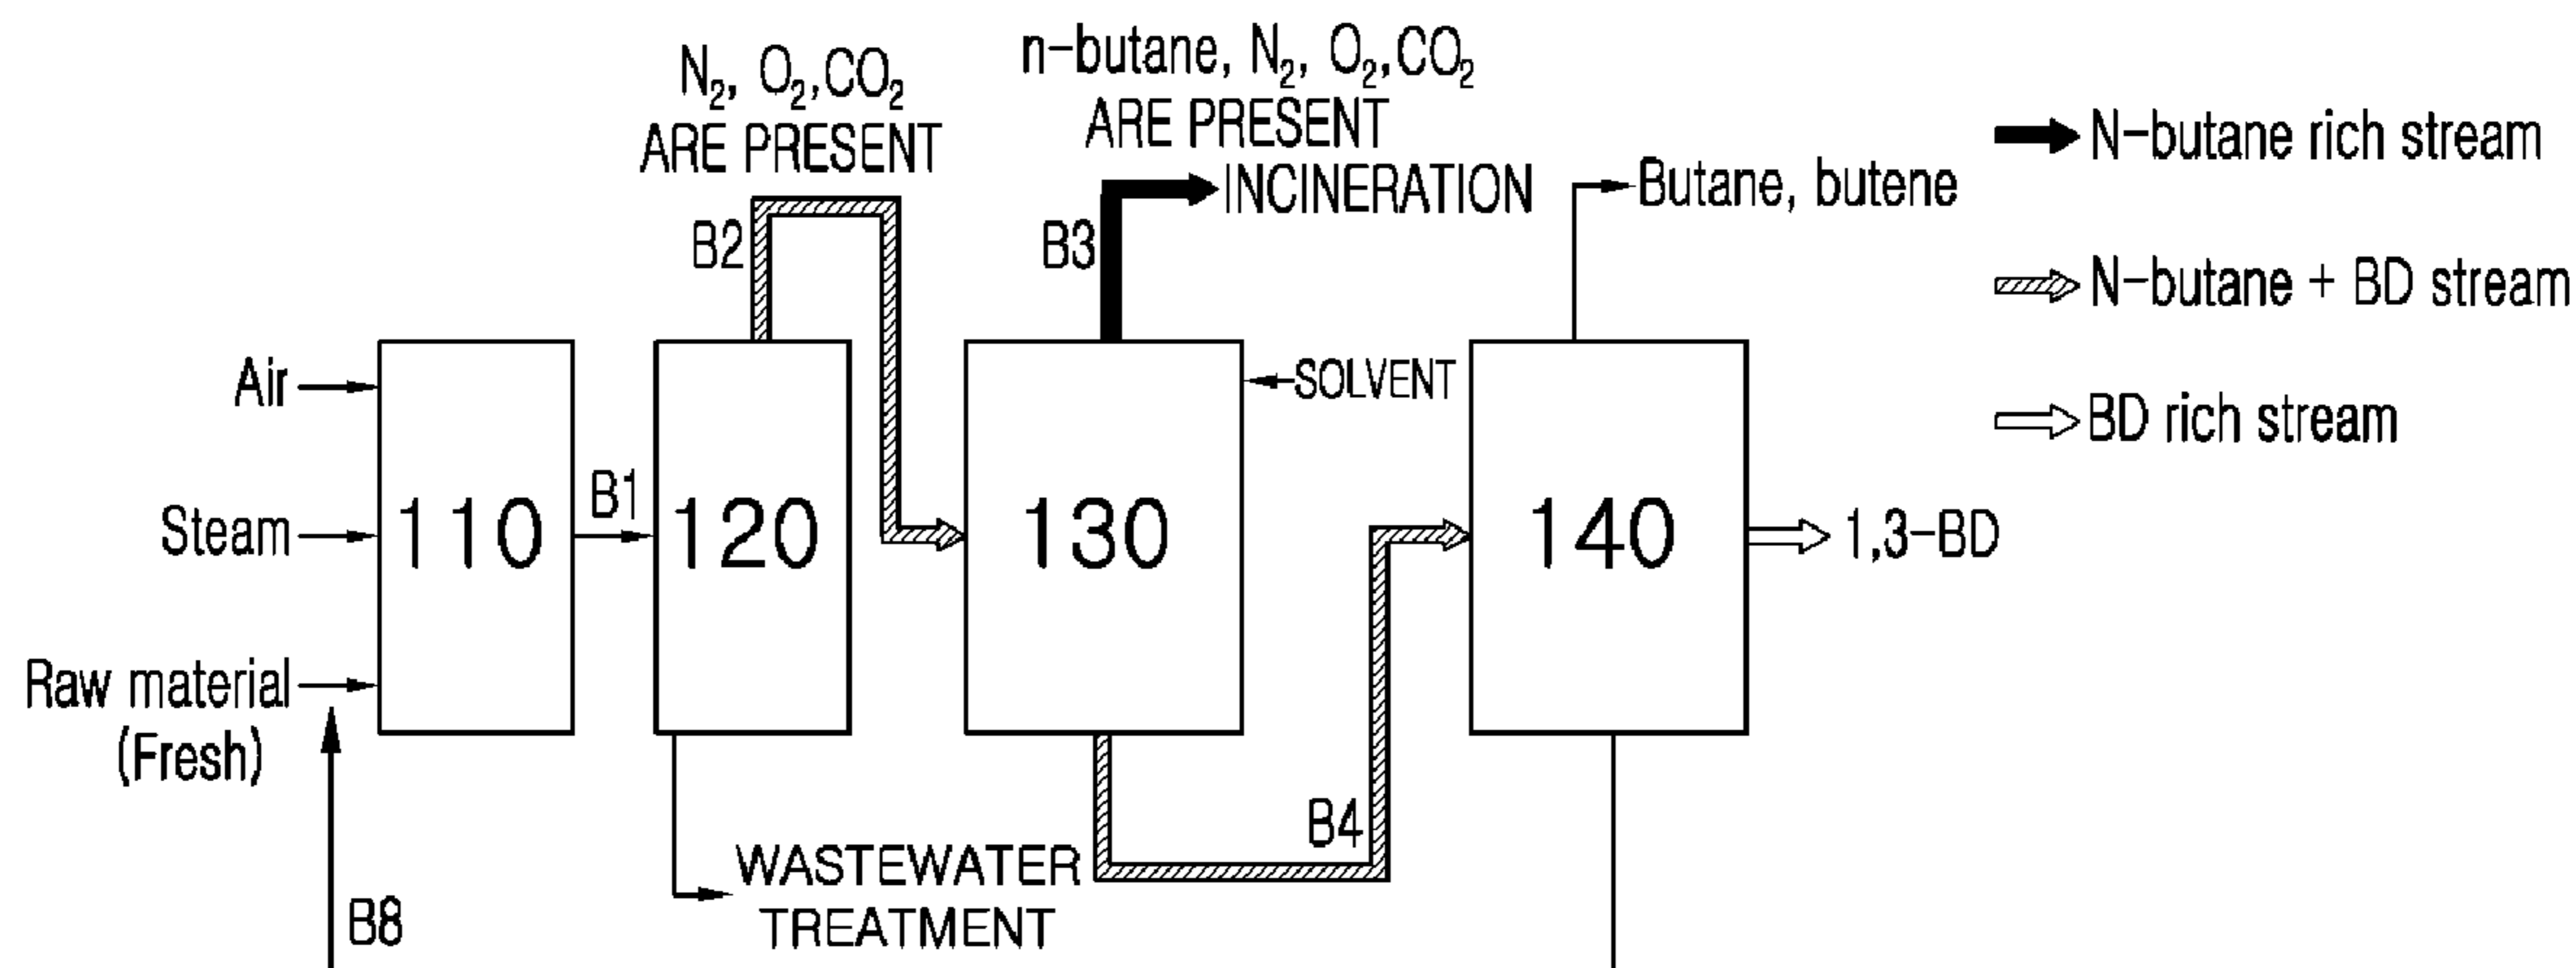 N₂, O₂,CO₂
ARE PRESENT
n-butane, N₂, O₂,CO₂
ARE PRESENT
INCINERATION
B2
B3
Butane, butene
N-butane rich stream
N-butane + BD stream
BD rich stream
Air
Steam
Raw material
(Fresh)
SOLVENT
110
B1
120
130
140
1,3-BD
B4
WASTEWATER
TREATMENT
B8